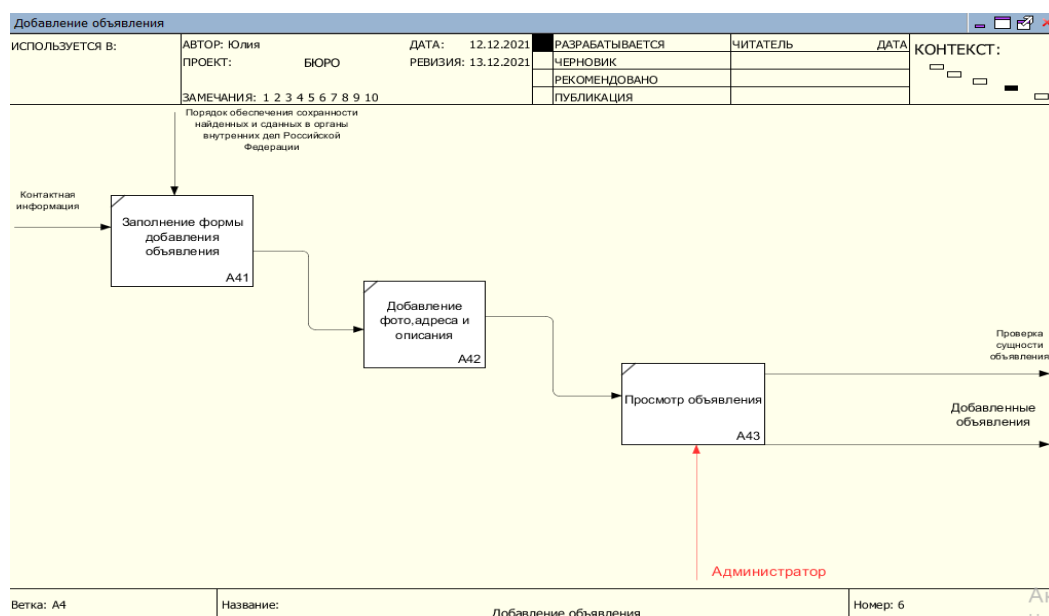 Добавление объявления
ИСПОЛЬЗУЕТСЯ В:
АВТОР: Юлия
ДАТА: 12.12.2021
ПРОЕКТ: БЮРО
РЕВИЗИЯ: 13.12.2021
ЗАМЕЧАНИЯ: 1 2 3 4 5 6 7 8 9 10
РАЗРАБАТЫВАЕТСЯ
ЧЕРНОВИК
РЕКОМЕНДОВАНО
ПУБЛИКАЦИЯ
ЧИТАТЕЛЬ
ДАТА
КОНТЕКСТ:
Порядок обеспечения сохранности
найденных и сданных в органы
внутренних дел Российской
Федерации
Контактная
информация
Заполнение формы
добавления
объявления
A41
Добавление
фото,адреса и
описания
A42
Просмотр объявления
A43
Проверка
сущности
объявления
Добавленные
объявления
Администратор
Ветка: A4
Название:
Добавление объявления
Номер: 6